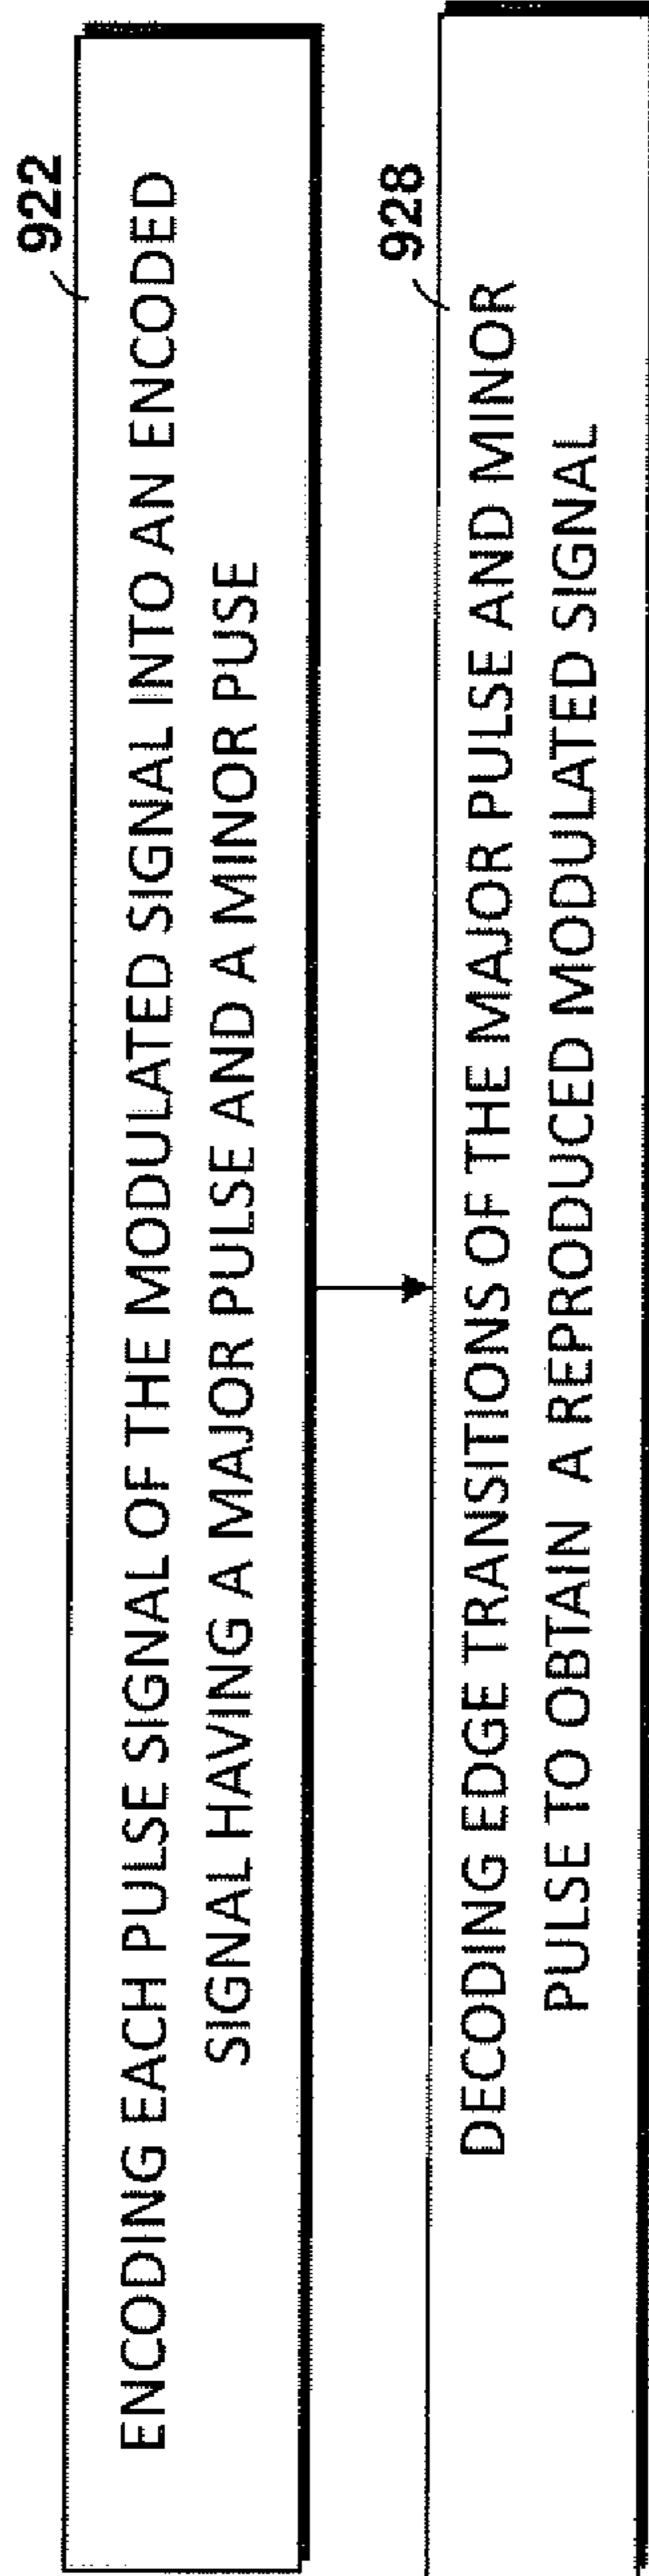 922
ENCODING EACH PULSE SIGNAL OF THE MODULATED SIGNAL INTO AN ENCODED
SIGNAL HAVING A MAJOR PULSE AND A MINOR PUSE
928
DECODING EDGE TRANSITIONS OF THE MAJOR PULSE AND MINOR
PULSE TO OBTAIN A REPRODUCED MODULATED SIGNAL